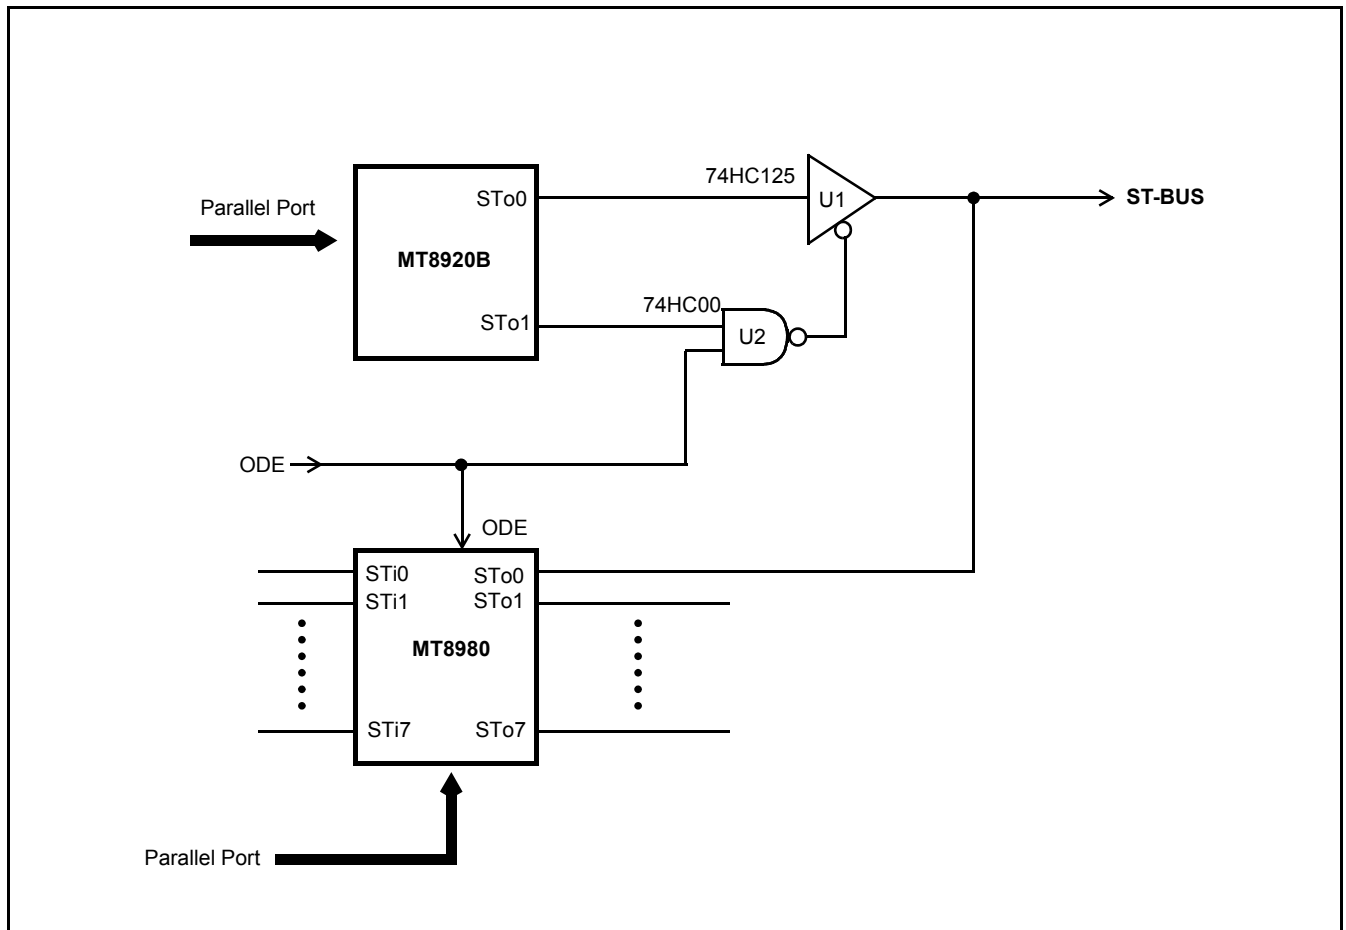 74HC125
STo0
U1
ST-BUS
Parallel Port
MT8920B
74HC00
STo1
U2
ODE
ODE
STi0
STo0
STi1
STo1
MT8980
STi7
STo7
Parallel Port